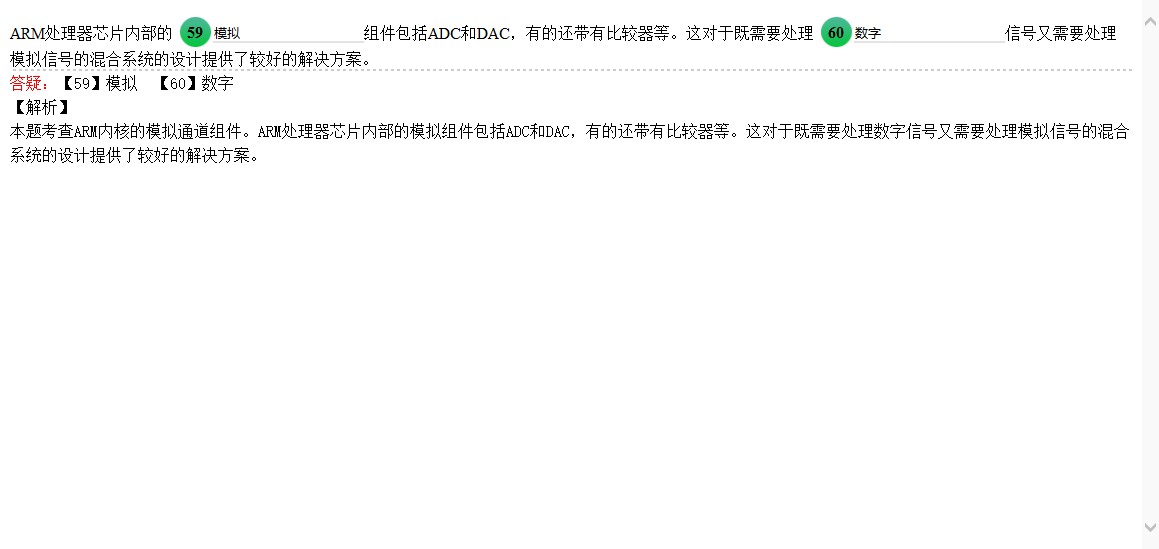 ARM处理器芯片内部的 59 模拟 组件包括ADC和DAC，有的还带有比较器等。这对于既需要处理 60 数字 信号又需要处理
模拟信号的混合系统的设计提供了较好的解决方案。
答疑：【59】模拟 【60】数字
【解析】
本题考查ARM内核的模拟通道组件。ARM处理器芯片内部的模拟组件包括ADC和DAC，有的还带有比较器等。这对于既需要处理数字信号又需要处理模拟信号的混合
系统的设计提供了较好的解决方案。